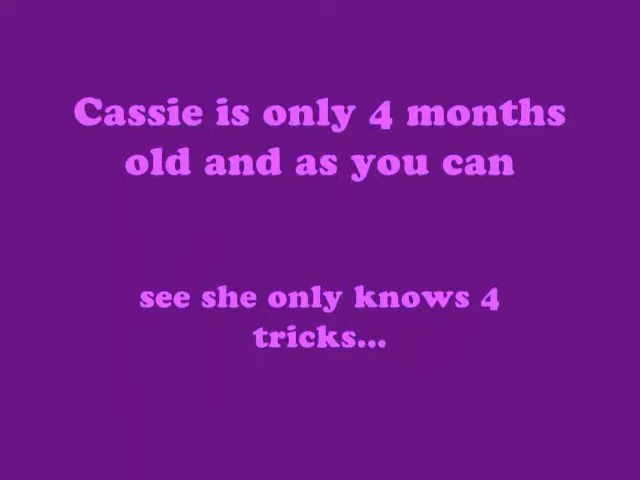 Cassie is only 4 months
old and as you can
see she only knows 4
tricks...